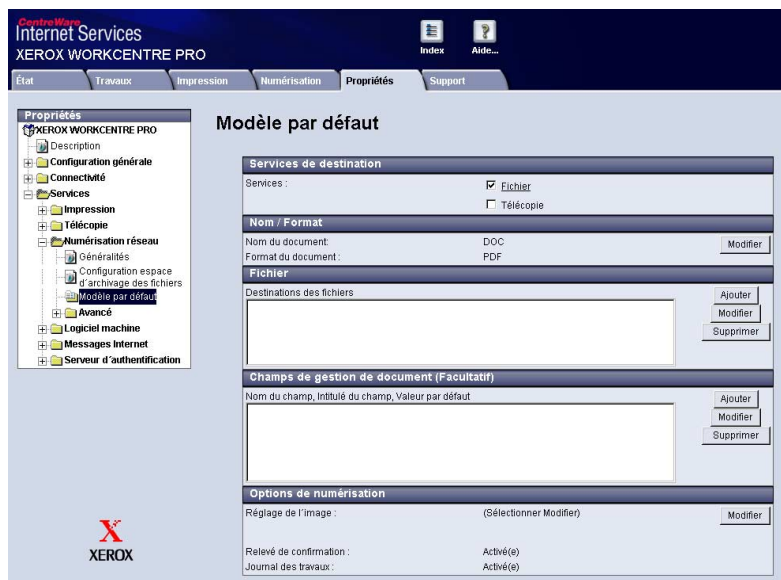 CentreWare
Internet Services
XEROX WORKCENTRE PRO
Index
Aide...
État
Travaux
Impression
Numérisation
Propriétés
Support
Propriétés
XEROX WORKCENTRE PRO
Description
Configuration générale
Connectivité
Services
Impression
Télécopie
Numérisation réseau
Généralités
Configuration espace
d´archivage des fichiers
Modèle par défaut
Avancé
Logiciel machine
Messages Internet
Serveur d´authentification
X
XEROX
Modèle par défaut
Services de destination
Services :
Fichier
Télécopie
Nom / Format
Nom du document:
DOC
Modifier
Format du document :
PDF
Fichier
Destinations des fichiers
Ajouter
Modifier
Supprimer
Champs de gestion de document (Facultatif)
Nom du champ, Intitulé du champ, Valeur par défaut
Ajouter
Modifier
Supprimer
Options de numérisation
Réglage de l´image :
(Sélectionner Modifier)
Modifier
Relevé de confirmation :
Activé(e)
Journal des travaux :
Activé(e)